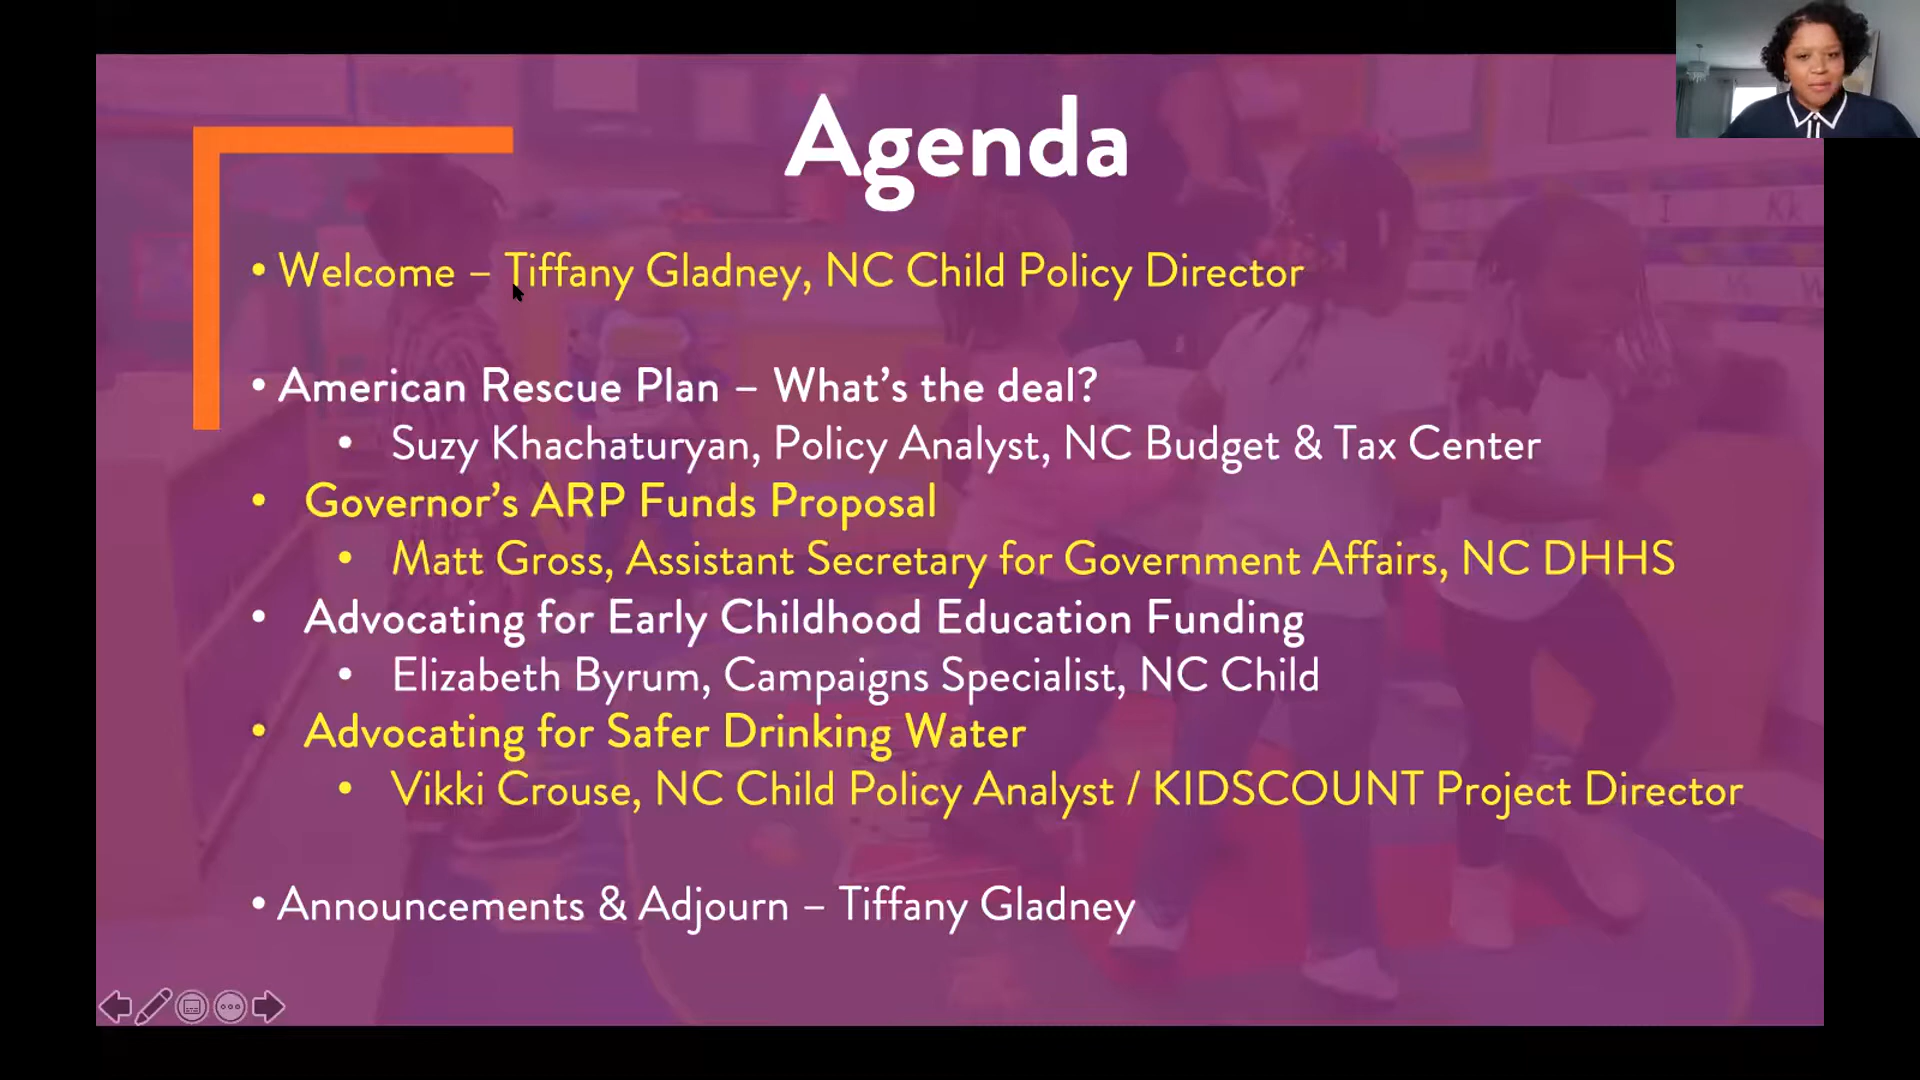 Agenda
• Welcome – Tiffany Gladney, NC Child Policy Director
• American Rescue Plan – What's the deal?
• Suzy Khachaturyan, Policy Analyst, NC Budget & Tax Center
• Governor's ARP Funds Proposal
• Matt Gross, Assistant Secretary for Government Affairs, NC DHHS
• Advocating for Early Childhood Education Funding
• Elizabeth Byrum, Campaigns Specialist, NC Child
• Advocating for Safer Drinking Water
• Vikki Crouse, NC Child Policy Analyst / KIDSCOUNT Project Director
• Announcements & Adjourn – Tiffany Gladney